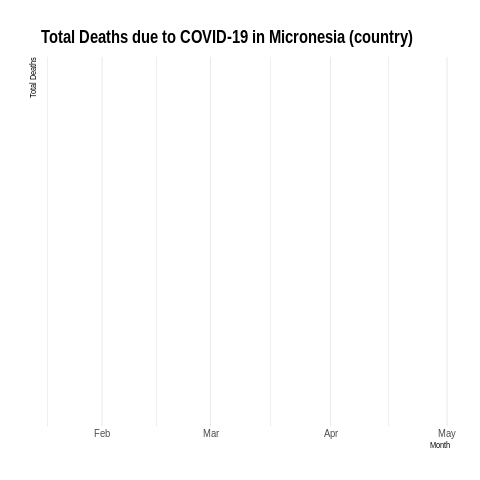 Total Deaths due to COVID-19 in Micronesia (country)
Total Deaths
Feb Mar Apr May
Month